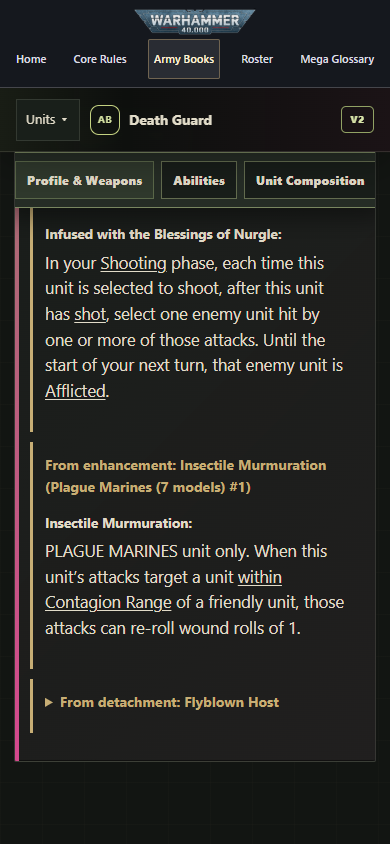 WARHAMMER
40,000
Home Core Rules Army Books Roster Mega Glossary
Units AB Death Guard V2
Profile & Weapons Abilities Unit Composition
Infused with the Blessings of Nurgle:
In your Shooting phase, each time this
unit is selected to shoot, after this unit
has shot, select one enemy unit hit by
one or more of those attacks. Until the
start of your next turn, that enemy unit is
Afflicted.
From enhancement: Insectile Murmuration
(Plague Marines (7 models) #1)
Insectile Murmuration:
PLAGUE MARINES unit only. When this
unit’s attacks target a unit within
Contagion Range of a friendly unit, those
attacks can re-roll wound rolls of 1.
From detachment: Flyblown Host